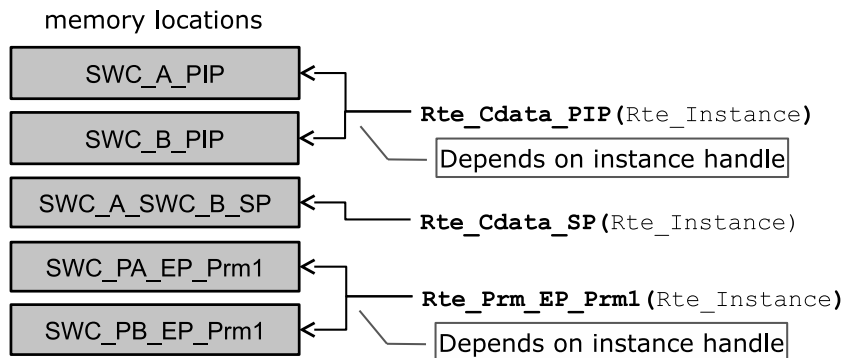 memory locations
SWC_A_PIP
SWC_B_PIP
SWC_A_SWC_B_SP
SWC_PA_EP_Prm1
SWC_PB_EP_Prm1
Rte_Cdata_PIP(Rte_Instance)
Depends on instance handle
Rte_Cdata_SP(Rte_Instance)
Rte_Prm_EP_Prm1(Rte_Instance)
Depends on instance handle